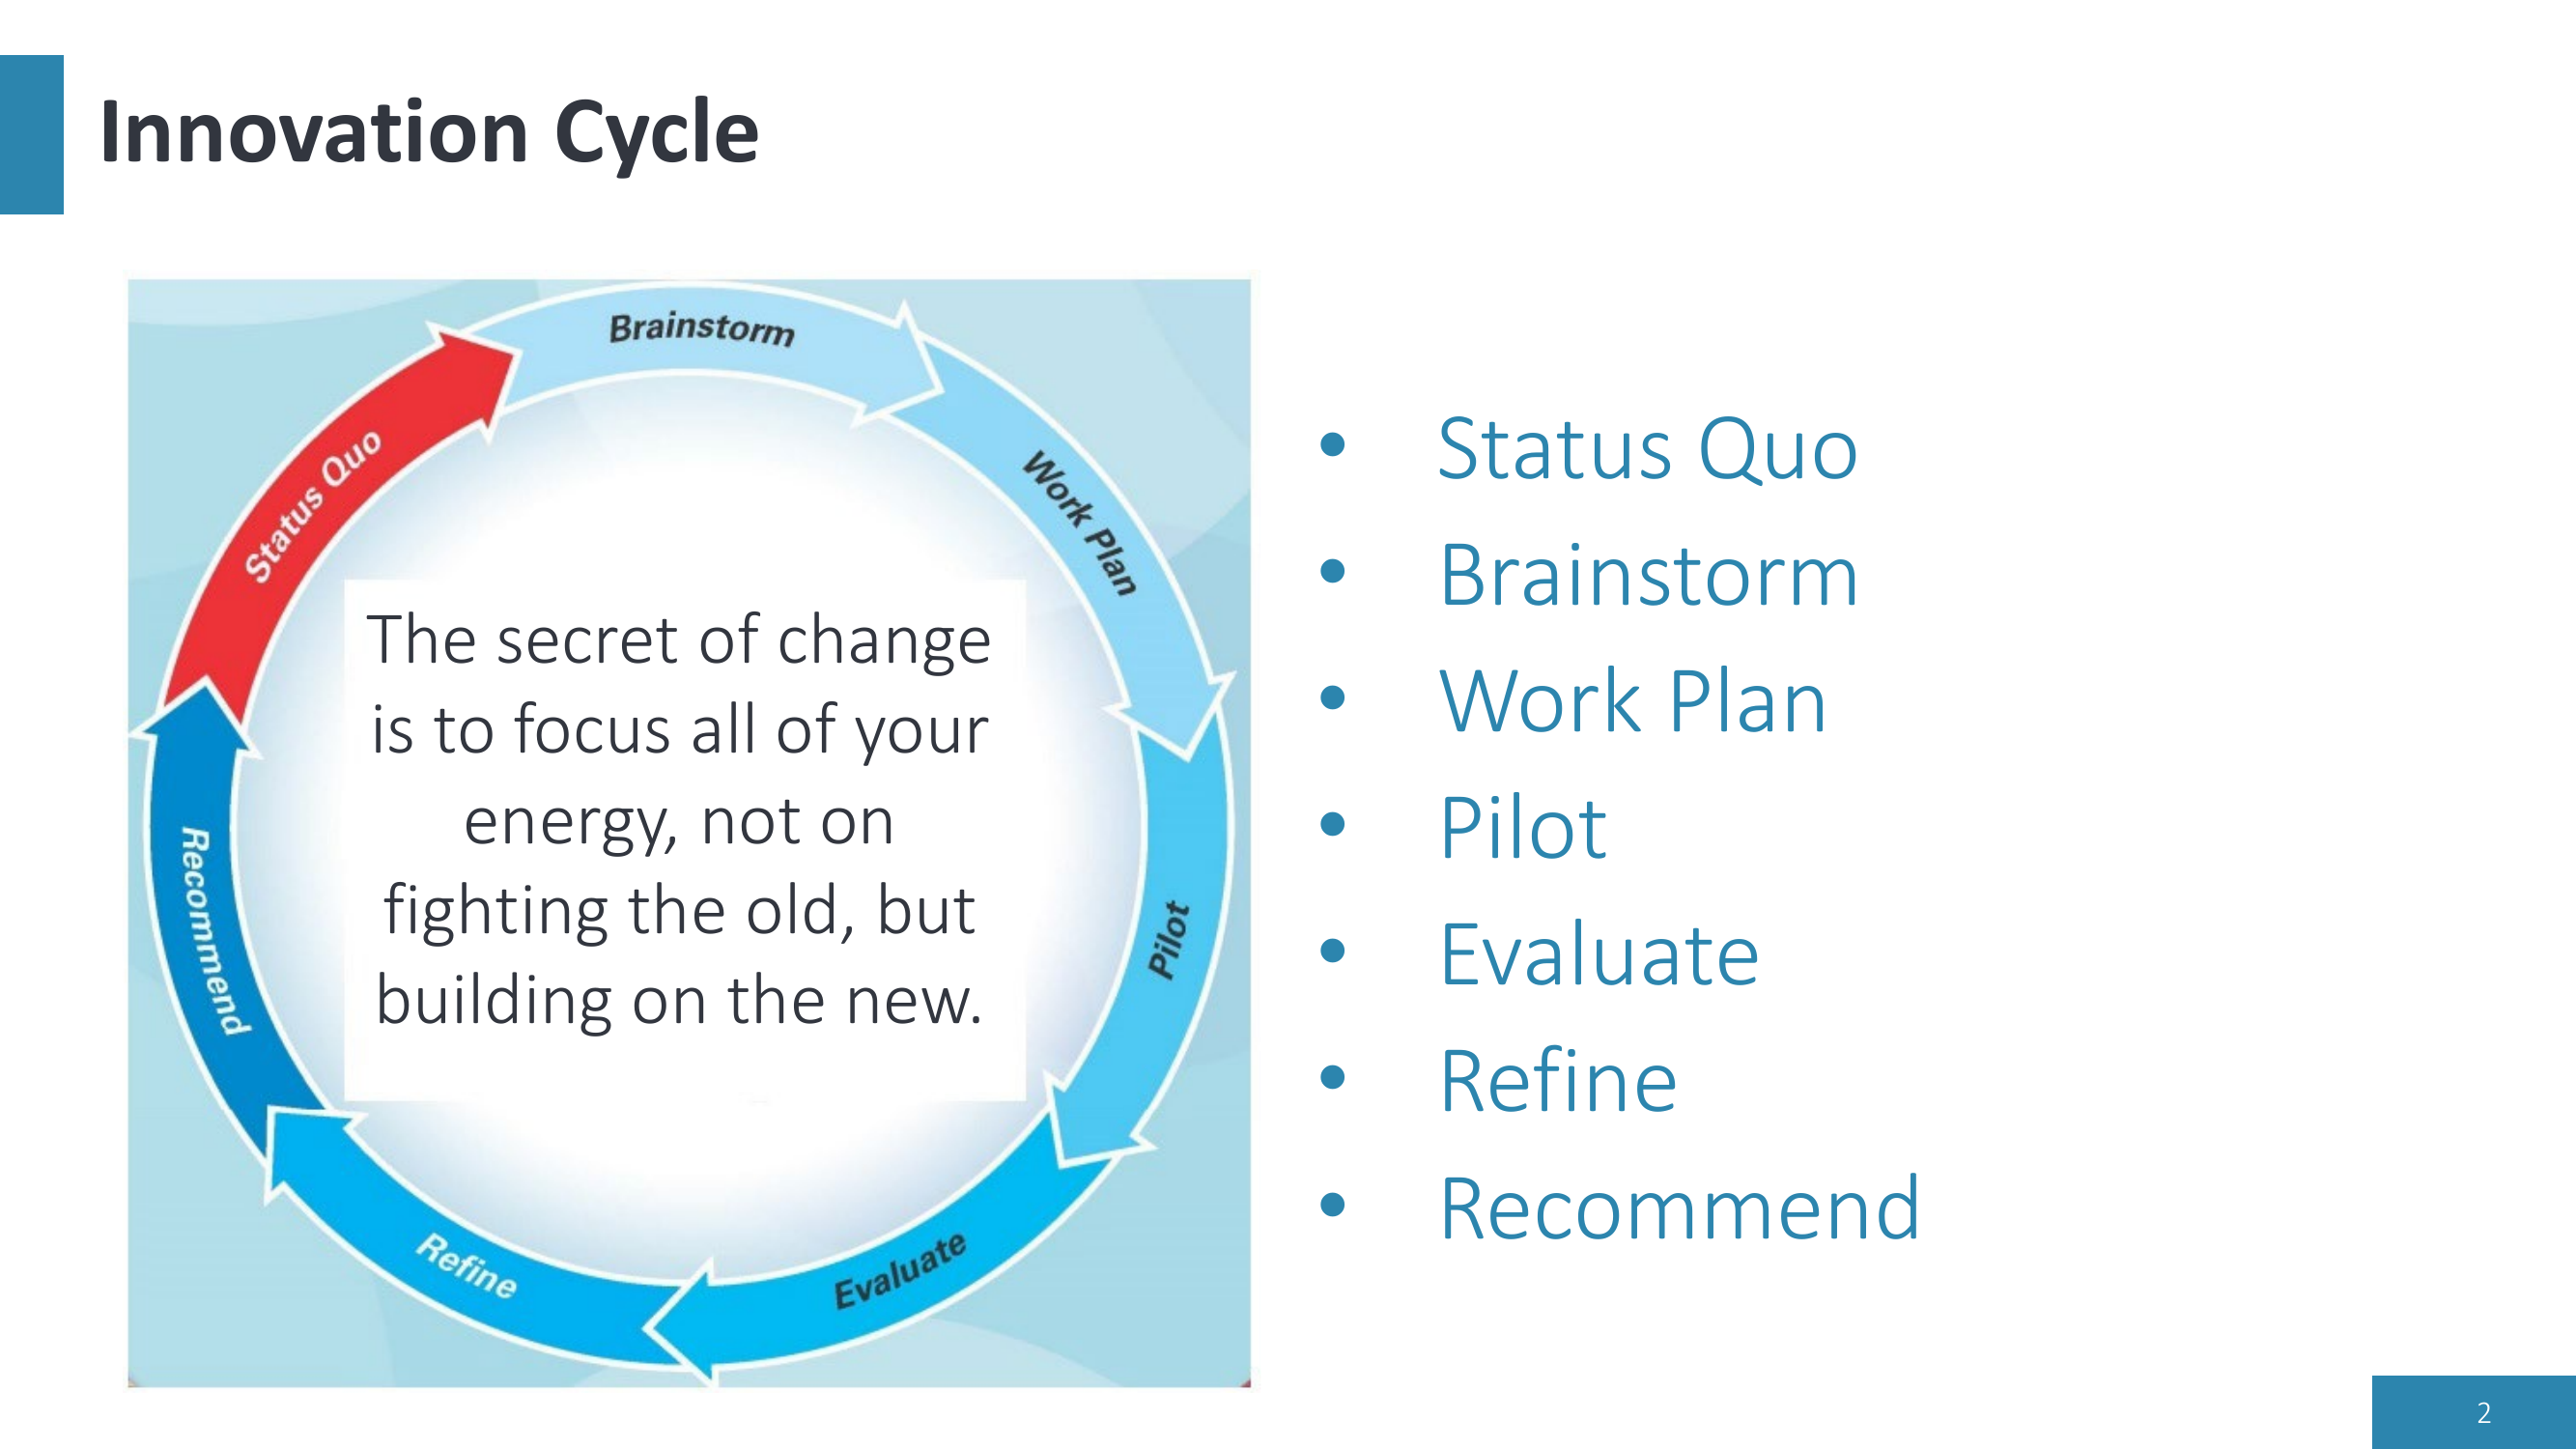 Innovation Cycle
Brainstorm
Work Plan
Pilot
Evaluate
Refine
Recommend
Status Quo
The secret of change
is to focus all of your
energy, not on
fighting the old, but
building on the new.
• Status Quo
• Brainstorm
• Work Plan
• Pilot
• Evaluate
• Refine
• Recommend
2